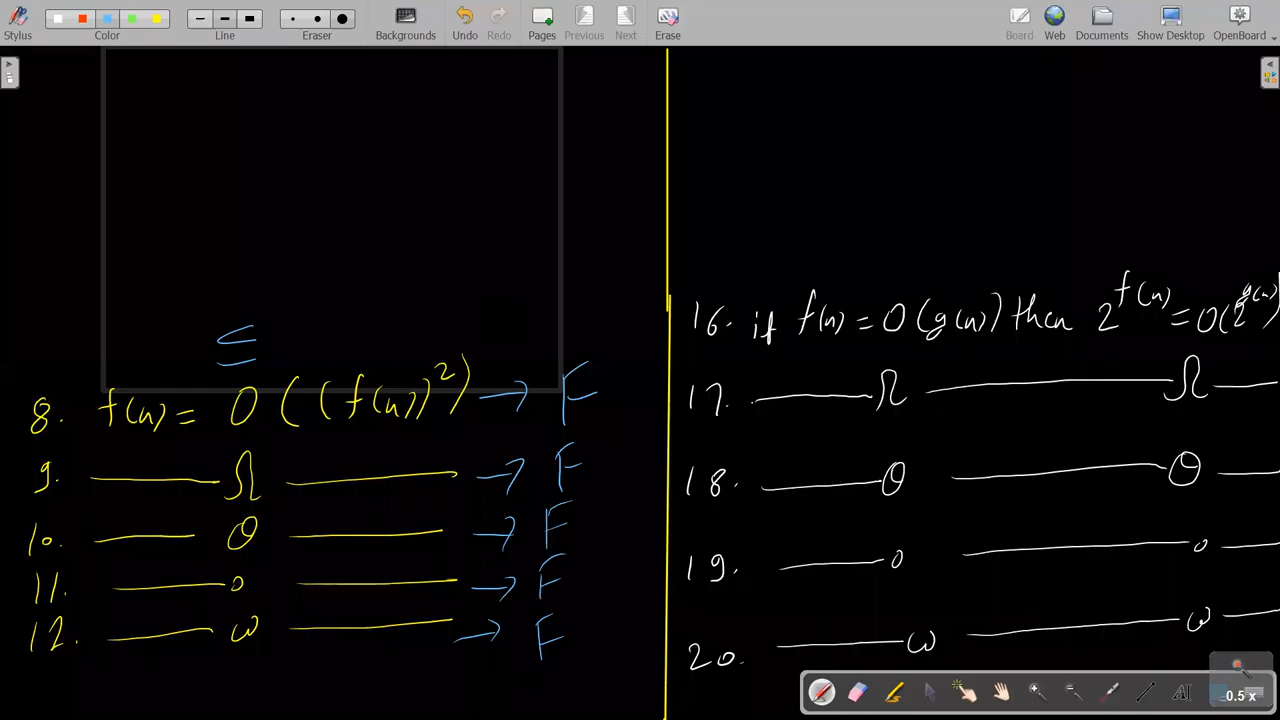 Stylus Color Line Eraser Backgrounds Undo Redo Pages Previous Next Erase Board Web Documents Show Desktop OpenBoard
≤
8. f(n) = O((f(n))²) → F
9. Ω → F
10. Θ → F
11. o → F
12. ω → F
16. if f(n) = O(g(n)) then 2^f(n) = O(2^g(n))
17. Ω Ω
18. Θ Θ
19. o o
20. ω ω
0.5 x